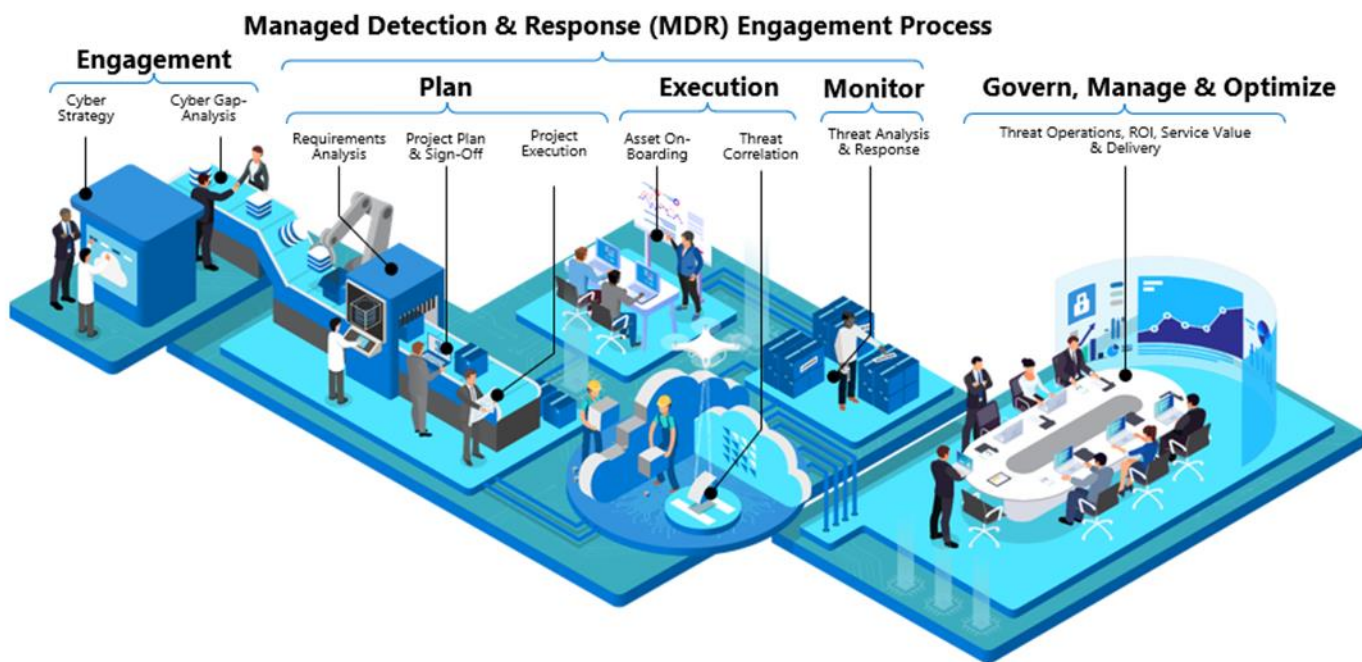 Managed Detection & Response (MDR) Engagement Process
Engagement
Cyber
Strategy
Cyber Gap-
Analysis
Plan
Requirements
Analysis
Project Plan
& Sign-Off
Project
Execution
Execution
Asset On-
Boarding
Threat
Correlation
Monitor
Threat Analysis
& Response
Govern, Manage & Optimize
Threat Operations, ROI, Service Value
& Delivery